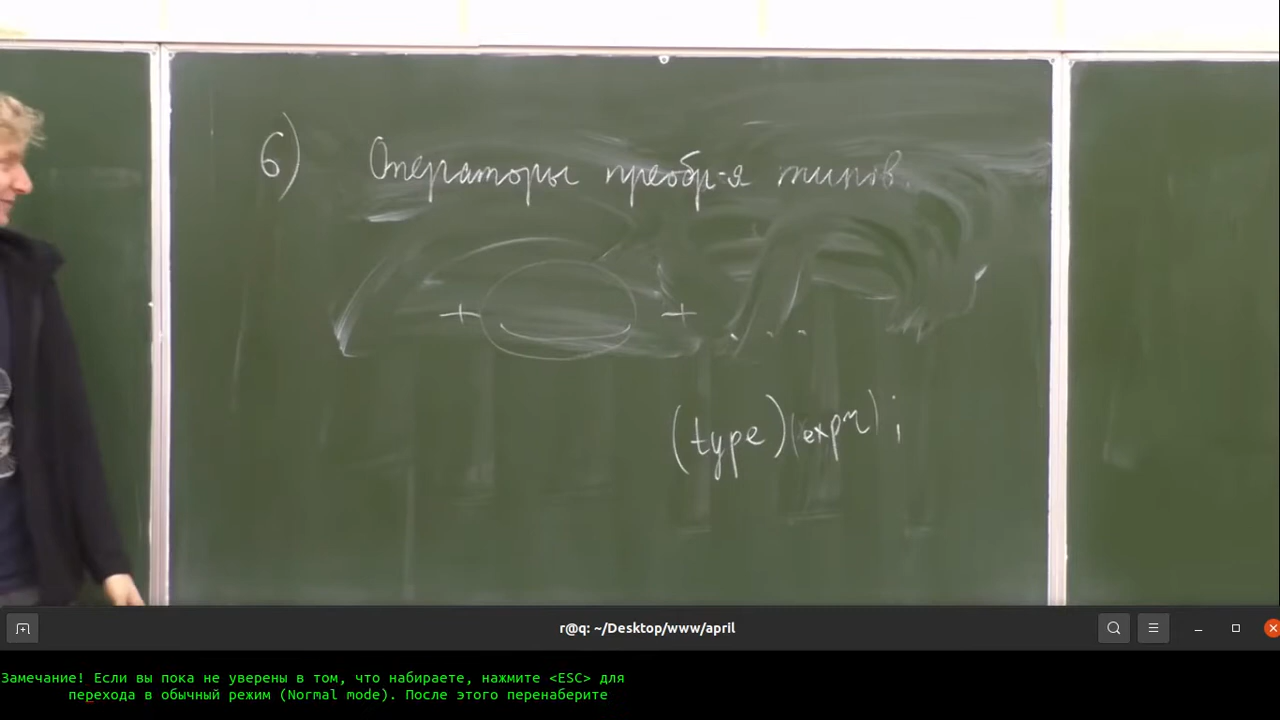 6) Операторы преобр-я типов.
+ + ...
(type)(expr);
r@q: ~/Desktop/www/april
Замечание! Если вы пока не уверены в том, что набираете, нажмите <ESC> для
перехода в обычный режим (Normal mode). После этого перенаберите